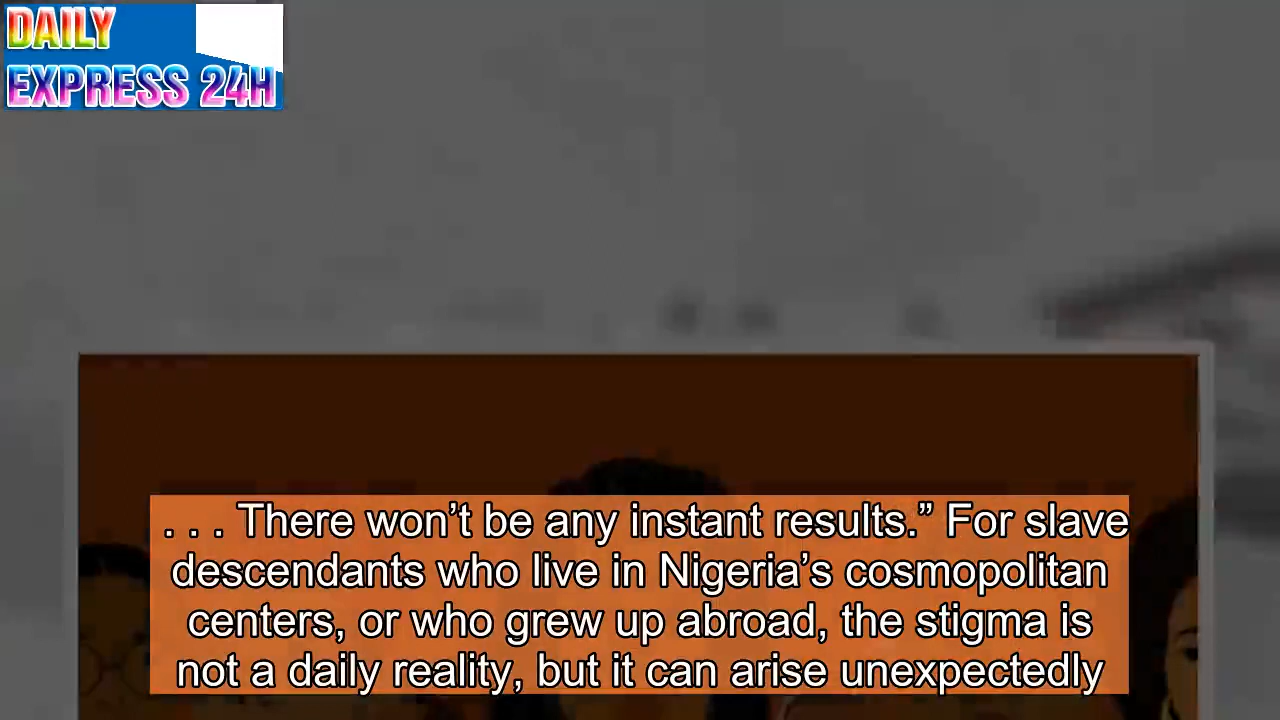 DAILY
EXPRESS 24H
. . . There won’t be any instant results.” For slave
descendants who live in Nigeria’s cosmopolitan
centers, or who grew up abroad, the stigma is
not a daily reality, but it can arise unexpectedly